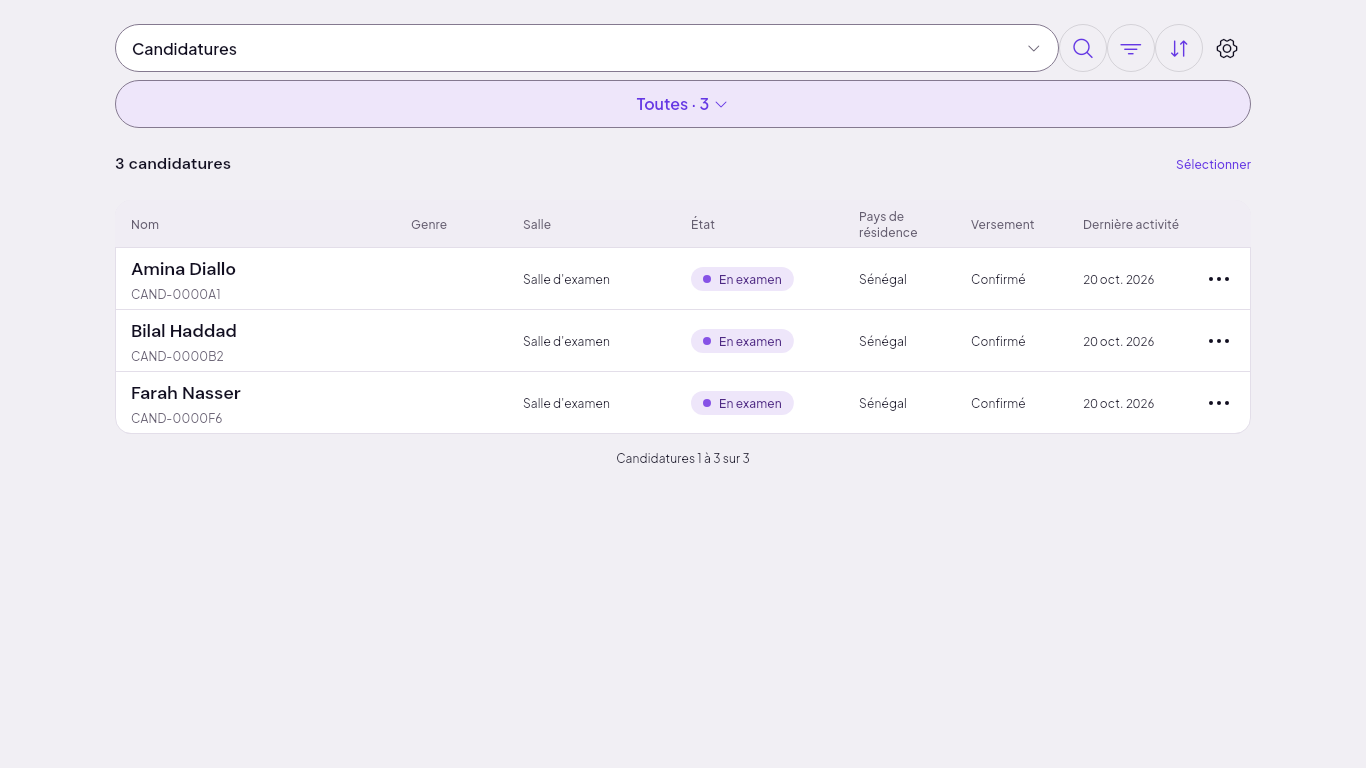 Candidatures
Toutes · 3
3 candidatures
Sélectionner
Nom Genre Salle État Pays de résidence Versement Dernière activité
Amina Diallo
CAND-0000A1
Salle d'examen En examen Sénégal Confirmé 20 oct. 2026
Bilal Haddad
CAND-0000B2
Salle d'examen En examen Sénégal Confirmé 20 oct. 2026
Farah Nasser
CAND-0000F6
Salle d'examen En examen Sénégal Confirmé 20 oct. 2026
Candidatures 1 à 3 sur 3